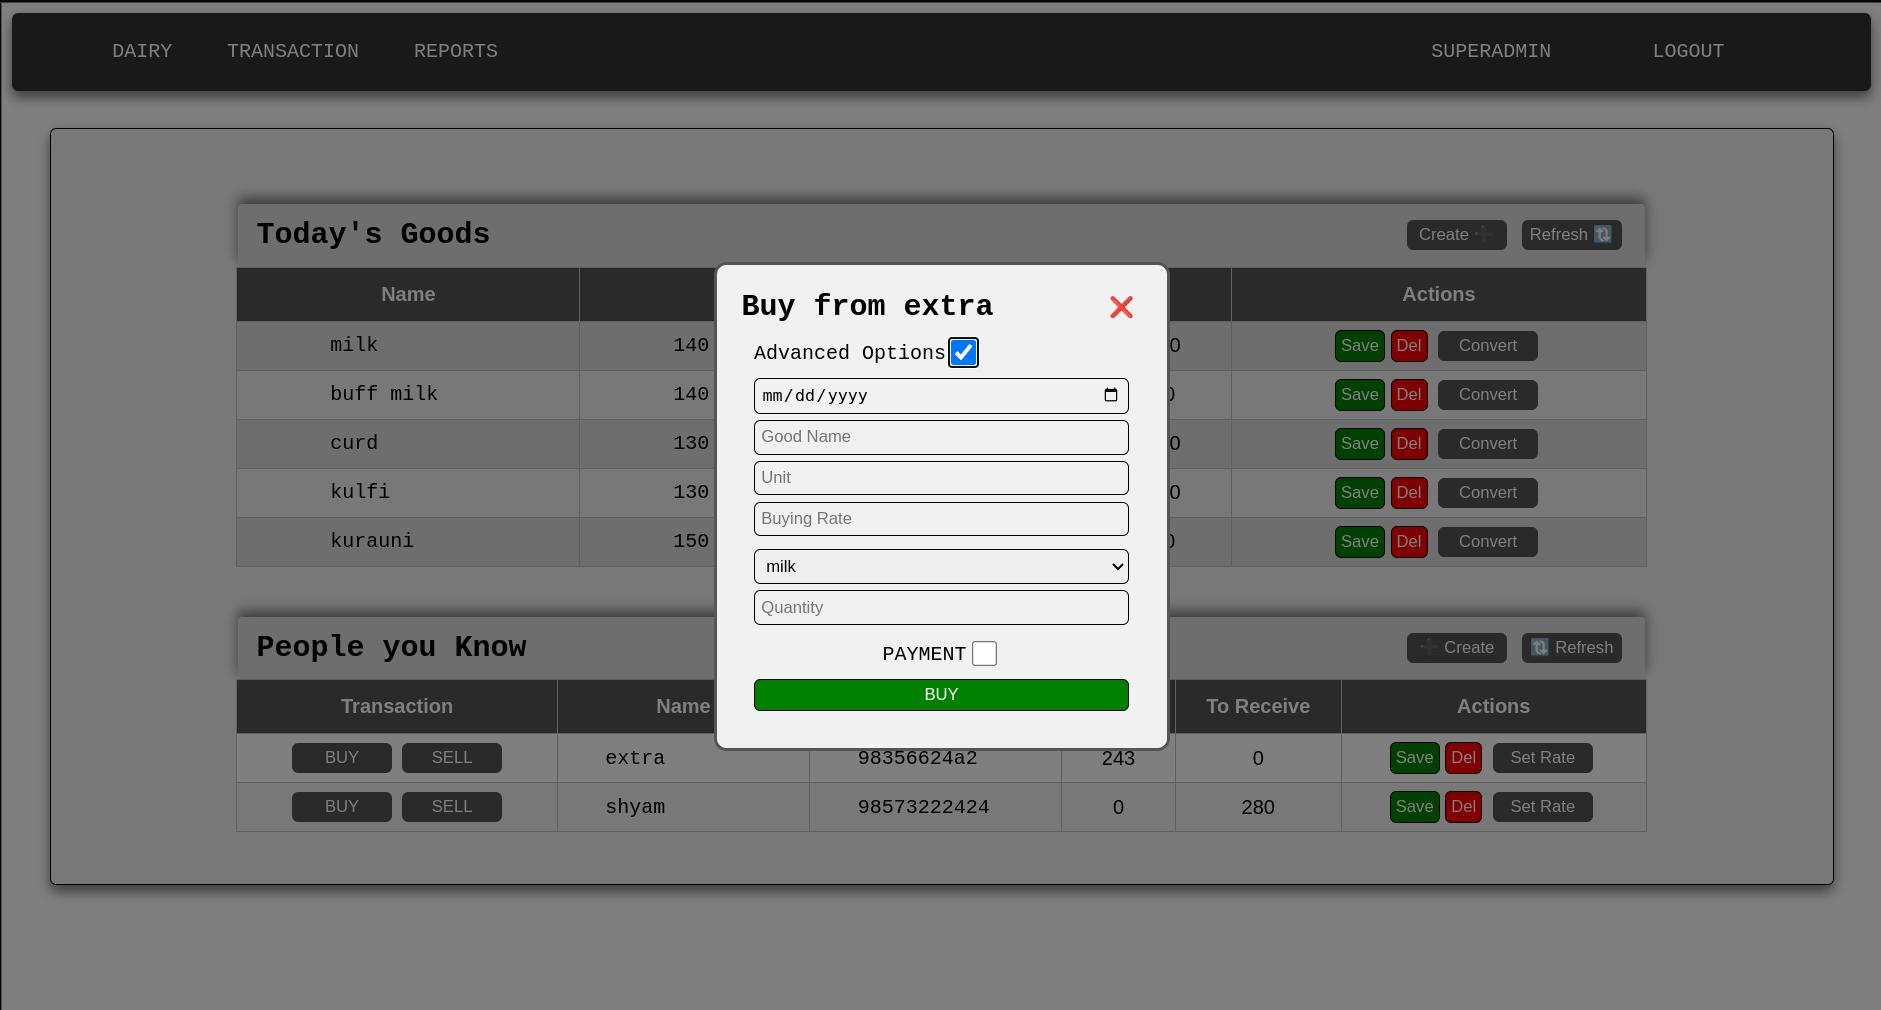 DAIRY TRANSACTION REPORTS SUPERADMIN LOGOUT
Today's Goods Create ➕ Refresh 🔃
Name Actions
milk 140 0 Save Del Convert
buff milk 140 Save Del Convert
curd 130 0 Save Del Convert
kulfi 130 0 Save Del Convert
kurauni 150 Save Del Convert
Buy from extra ❌
Advanced Options
mm/dd/yyyy
Good Name
Unit
Buying Rate
milk
Quantity
PAYMENT
BUY
People you Know ➕ Create 🔃 Refresh
Transaction Name To Receive Actions
BUY SELL extra 98356624a2 243 0 Save Del Set Rate
BUY SELL shyam 98573222424 0 280 Save Del Set Rate